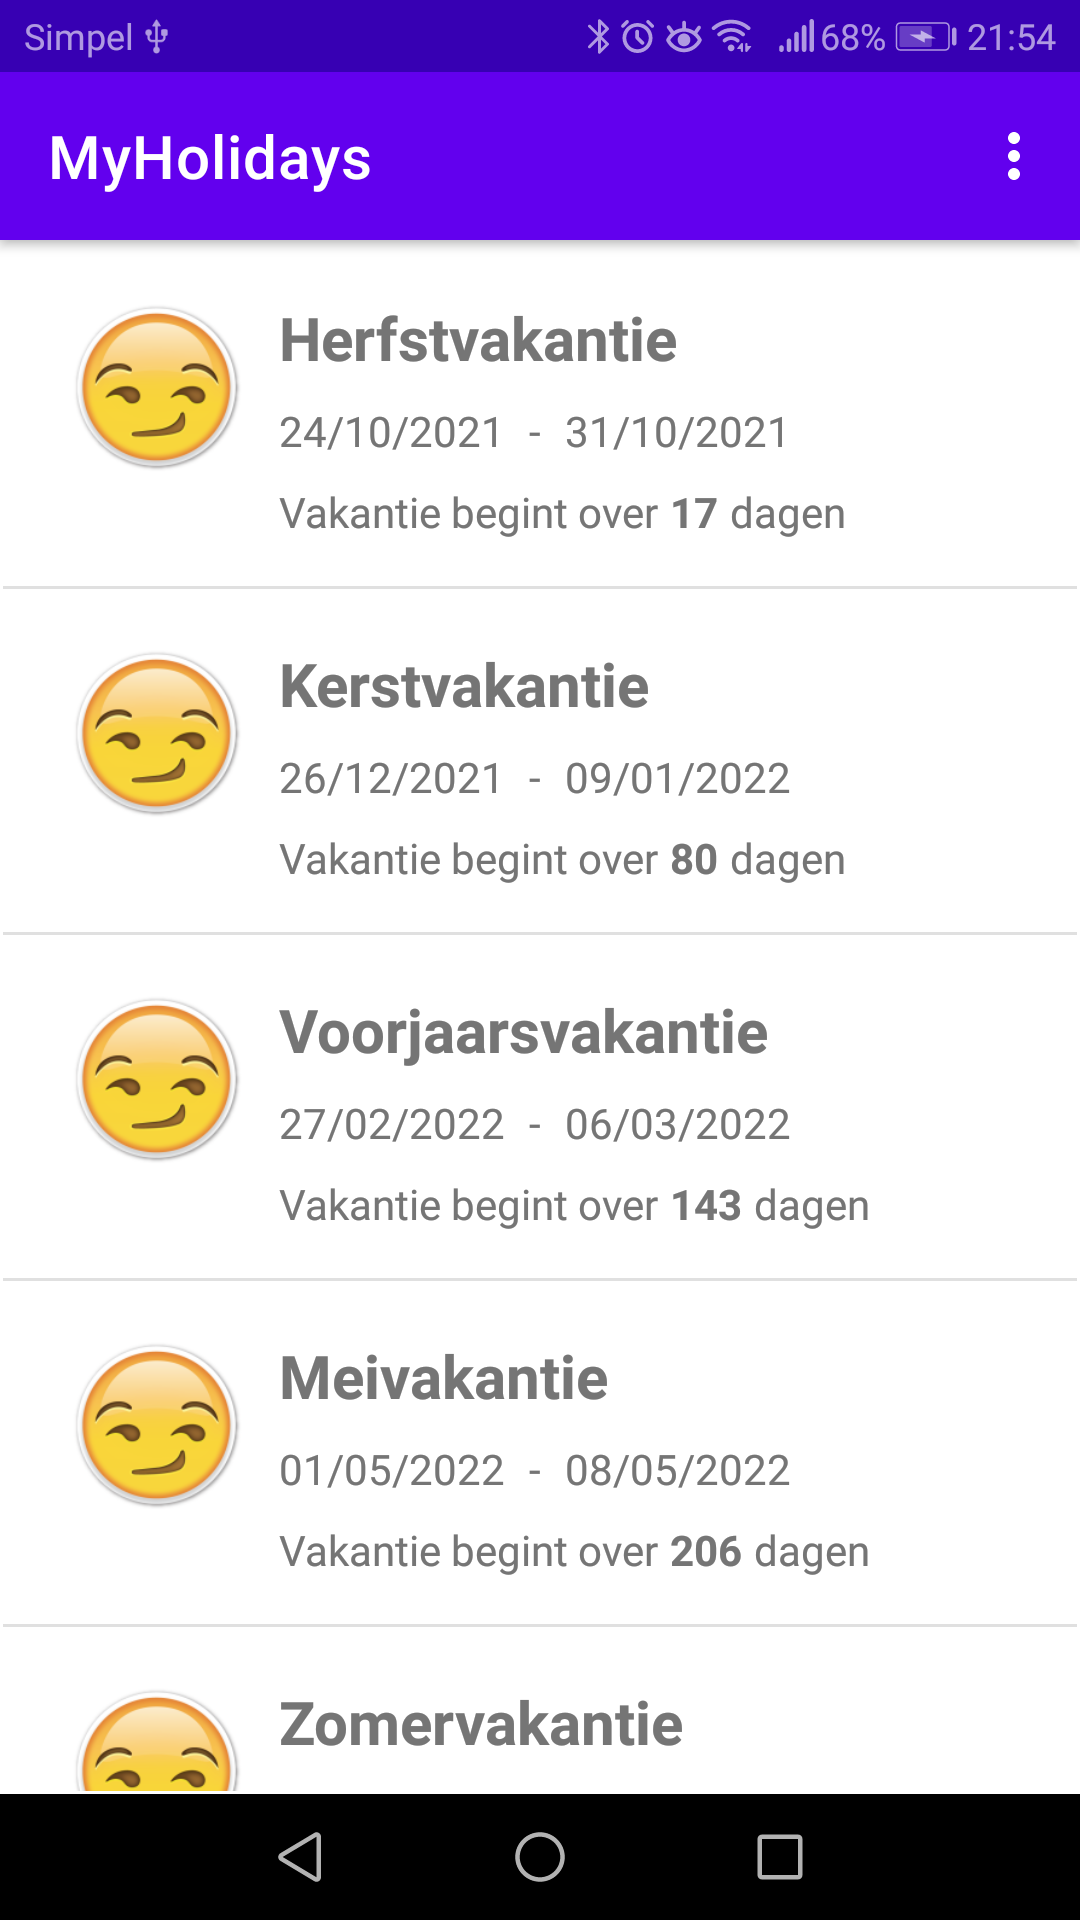 Simpel 68% 21:54
MyHolidays
Herfstvakantie
24/10/2021 - 31/10/2021
Vakantie begint over 17 dagen
Kerstvakantie
26/12/2021 - 09/01/2022
Vakantie begint over 80 dagen
Voorjaarsvakantie
27/02/2022 - 06/03/2022
Vakantie begint over 143 dagen
Meivakantie
01/05/2022 - 08/05/2022
Vakantie begint over 206 dagen
Zomervakantie